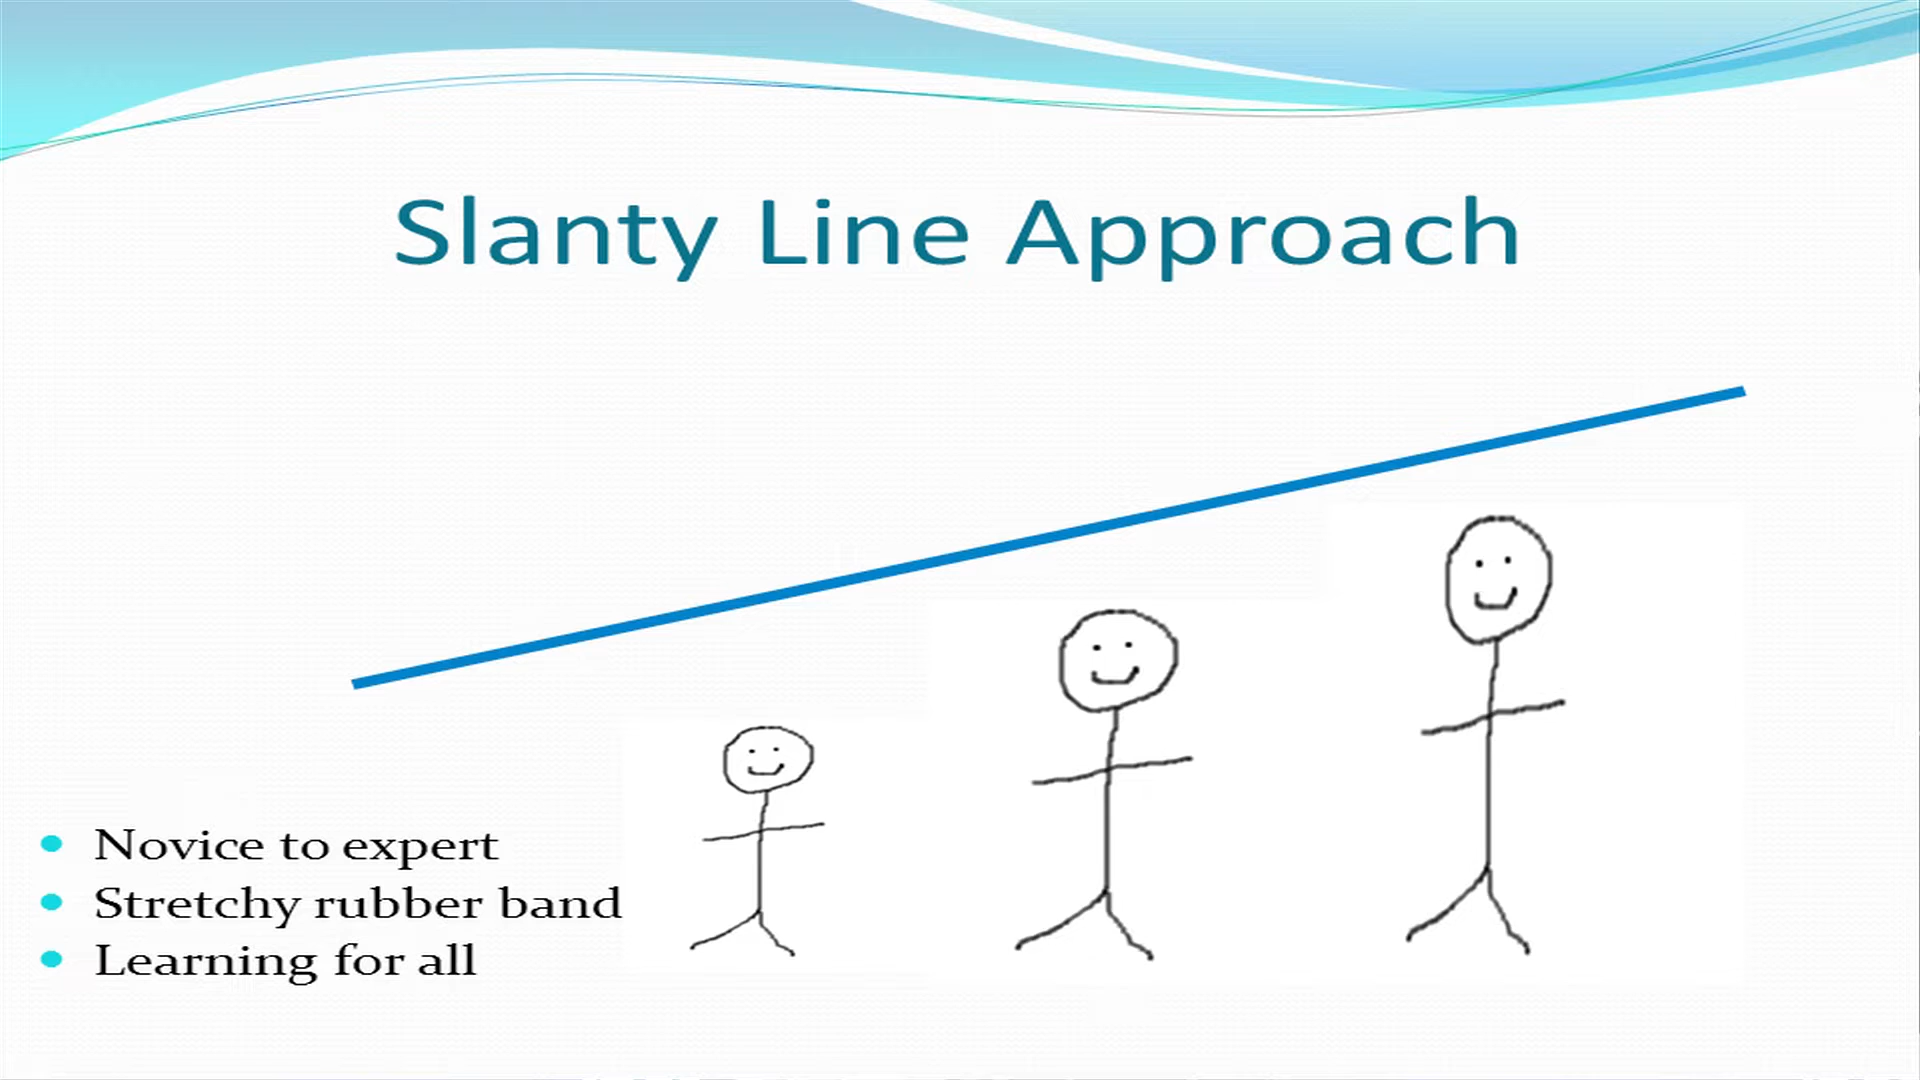 Slanty Line Approach
Novice to expert
Stretchy rubber band
Learning for all